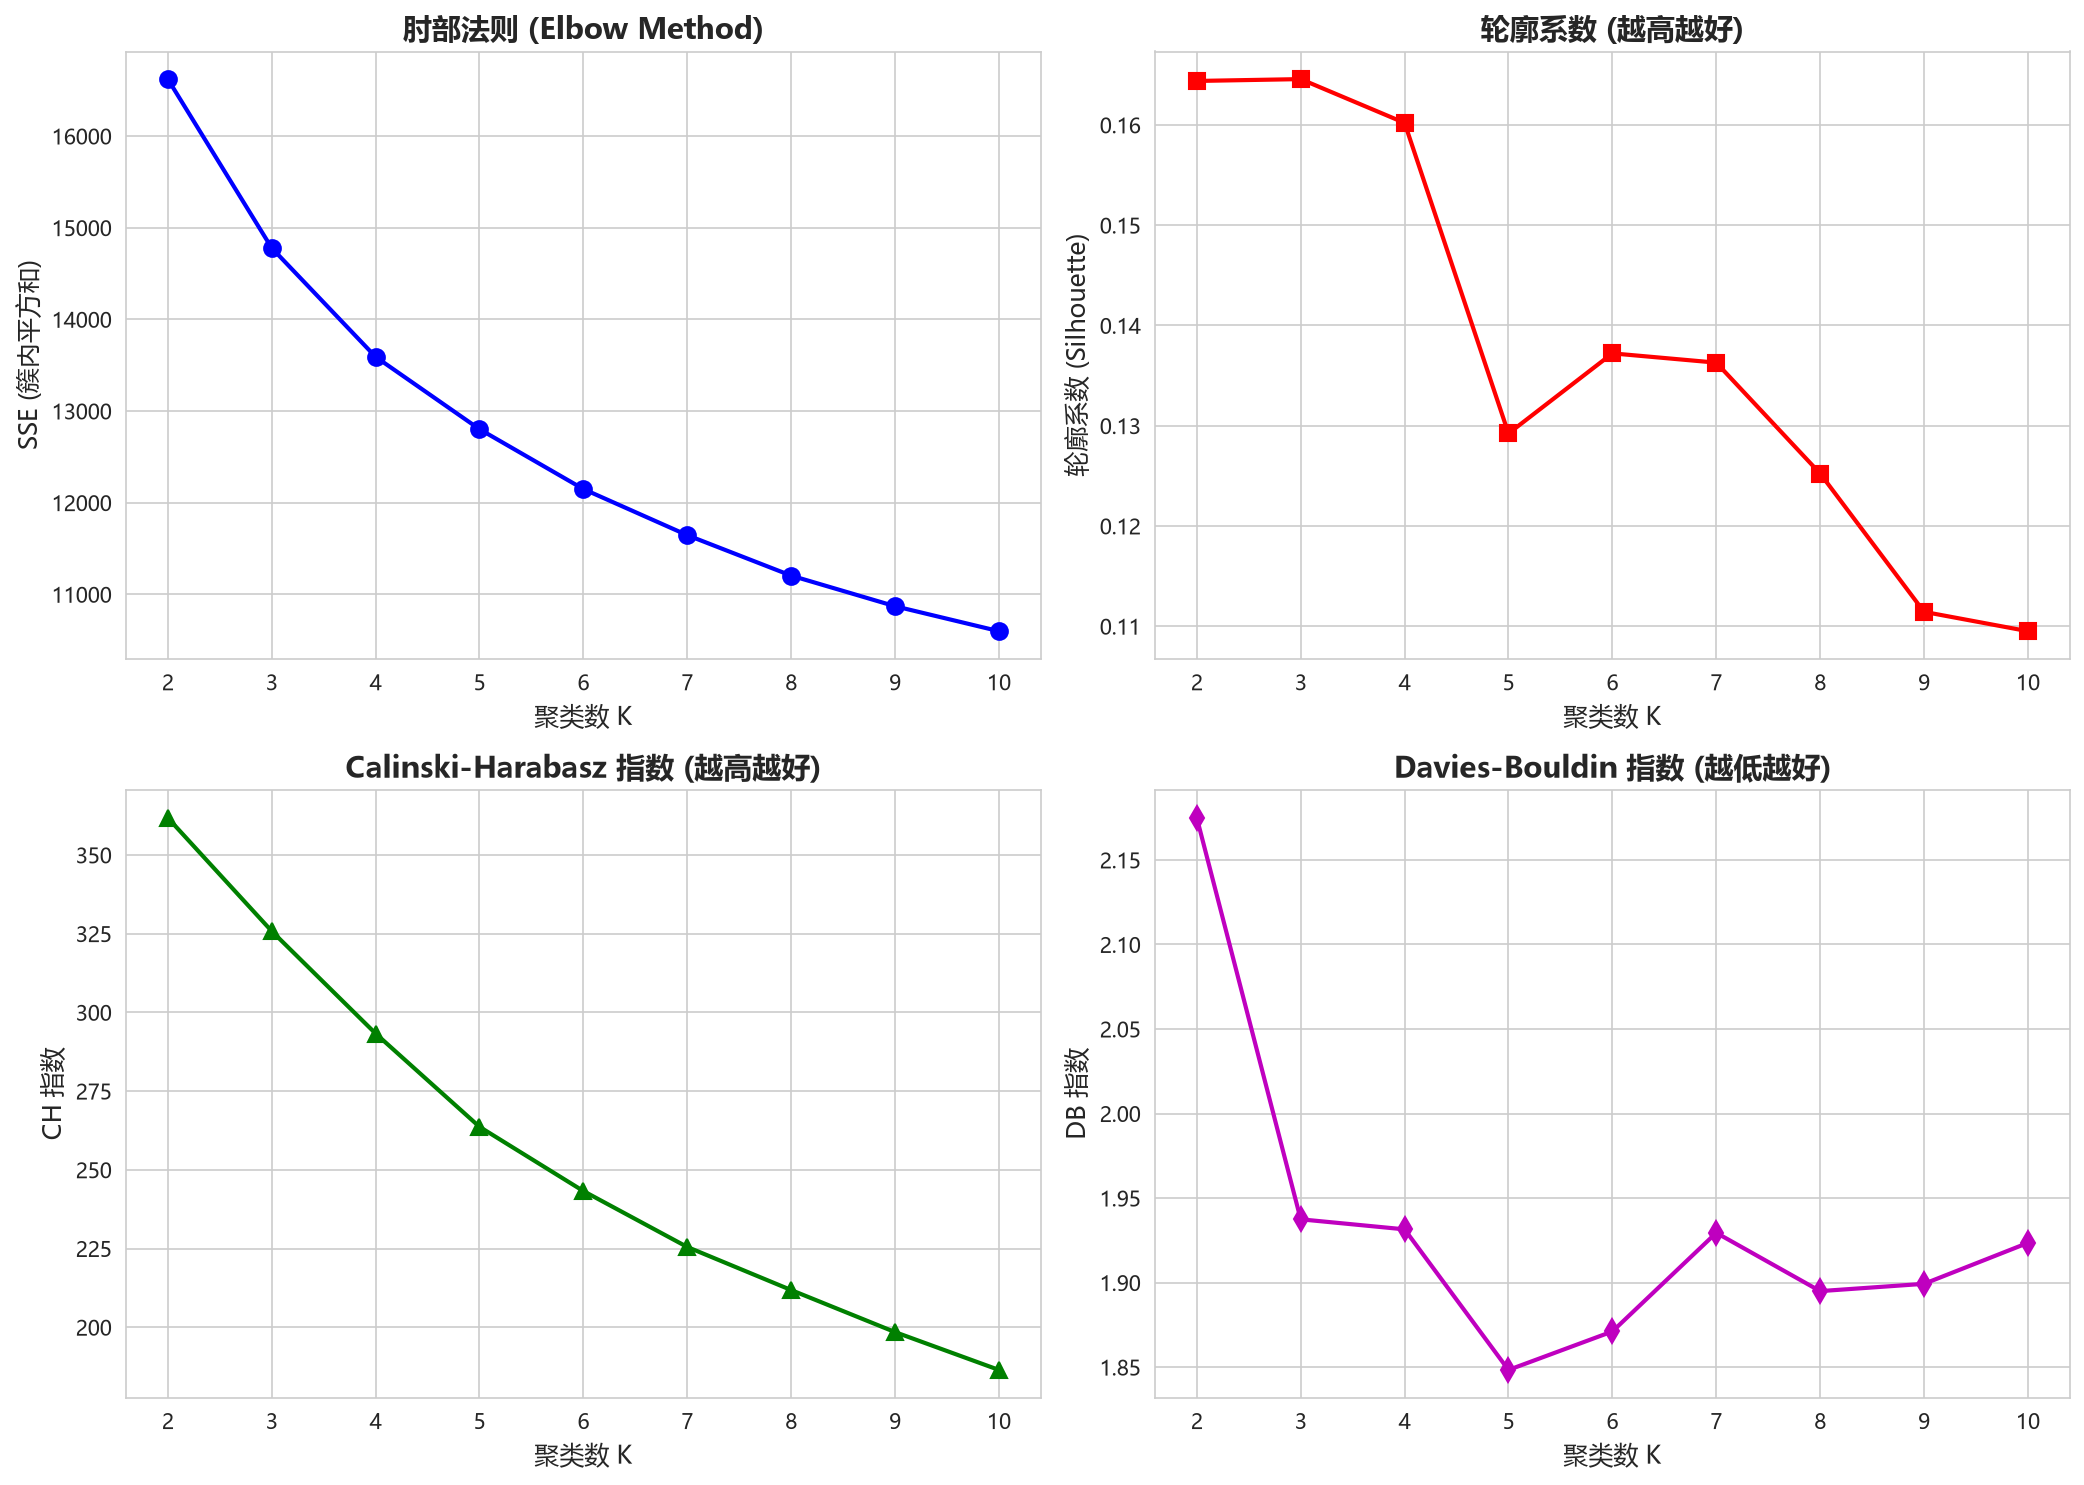 肘部法则 (Elbow Method)
SSE (簇内平方和)
16000
15000
14000
13000
12000
11000
2 3 4 5 6 7 8 9 10
聚类数 K
轮廓系数 (越高越好)
轮廓系数 (Silhouette)
0.16
0.15
0.14
0.13
0.12
0.11
2 3 4 5 6 7 8 9 10
聚类数 K
Calinski-Harabasz 指数 (越高越好)
CH 指数
350
325
300
275
250
225
200
2 3 4 5 6 7 8 9 10
聚类数 K
Davies-Bouldin 指数 (越低越好)
DB 指数
2.15
2.10
2.05
2.00
1.95
1.90
1.85
2 3 4 5 6 7 8 9 10
聚类数 K